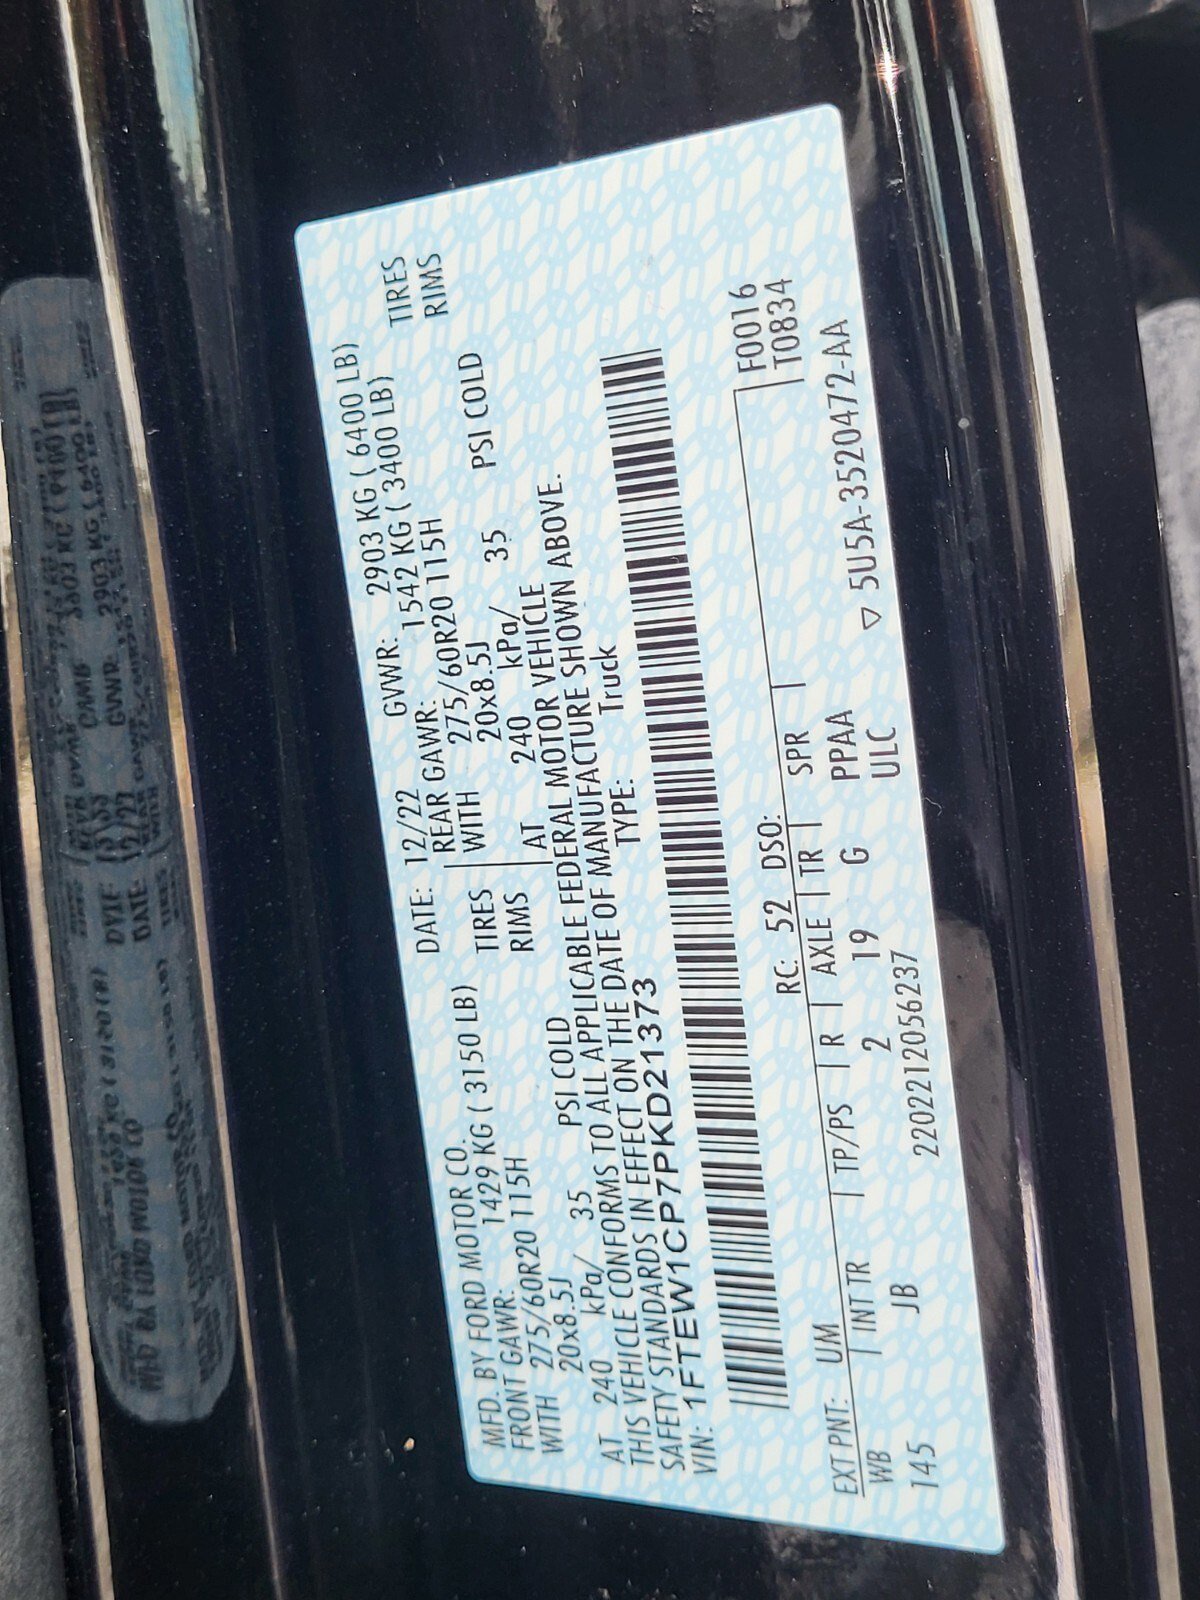 MFD. BY FORD MOTOR CO.
DATE: 12/22 GVWR: 2903 KG ( 6400 LB)
FRONT GAWR: 1429 KG ( 3150 LB) REAR GAWR: 1542 KG ( 3400 LB)
WITH 275/60R20 115H TIRES WITH 275/60R20 115H TIRES
20x8.5J RIMS 20x8.5J RIMS
AT 240 kPa/ 35 PSI COLD AT 240 kPa/ 35 PSI COLD
THIS VEHICLE CONFORMS TO ALL APPLICABLE FEDERAL MOTOR VEHICLE
SAFETY STANDARDS IN EFFECT ON THE DATE OF MANUFACTURE SHOWN ABOVE.
VIN: 1FTEW1CP7PKD21373 TYPE: Truck
F0016
T0834
EXT PNT: UM RC: 52 DSO:
WB INT TR TP/PS R AXLE TR SPR
145 JB 2 19 G PPAA
ULC
2202212056237
▽ 5U5A-3520472-AA